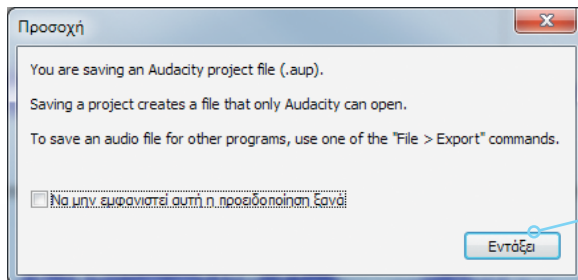 Προσοχή
You are saving an Audacity project file (.aup).
Saving a project creates a file that only Audacity can open.
To save an audio file for other programs, use one of the "File > Export" commands.
Να μην εμφανιστεί αυτή η προειδοποίηση ξανά
Εντάξει